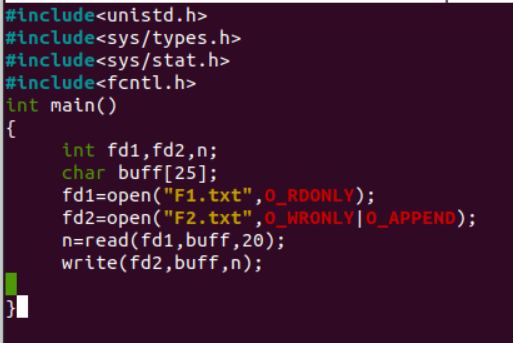 #include<unistd.h>
#include<sys/types.h>
#include<sys/stat.h>
#include<fcntl.h>
int main()
{
int fd1,fd2,n;
char buff[25];
fd1=open("F1.txt",O_RDONLY);
fd2=open("F2.txt",O_WRONLY|O_APPEND);
n=read(fd1,buff,20);
write(fd2,buff,n);
}